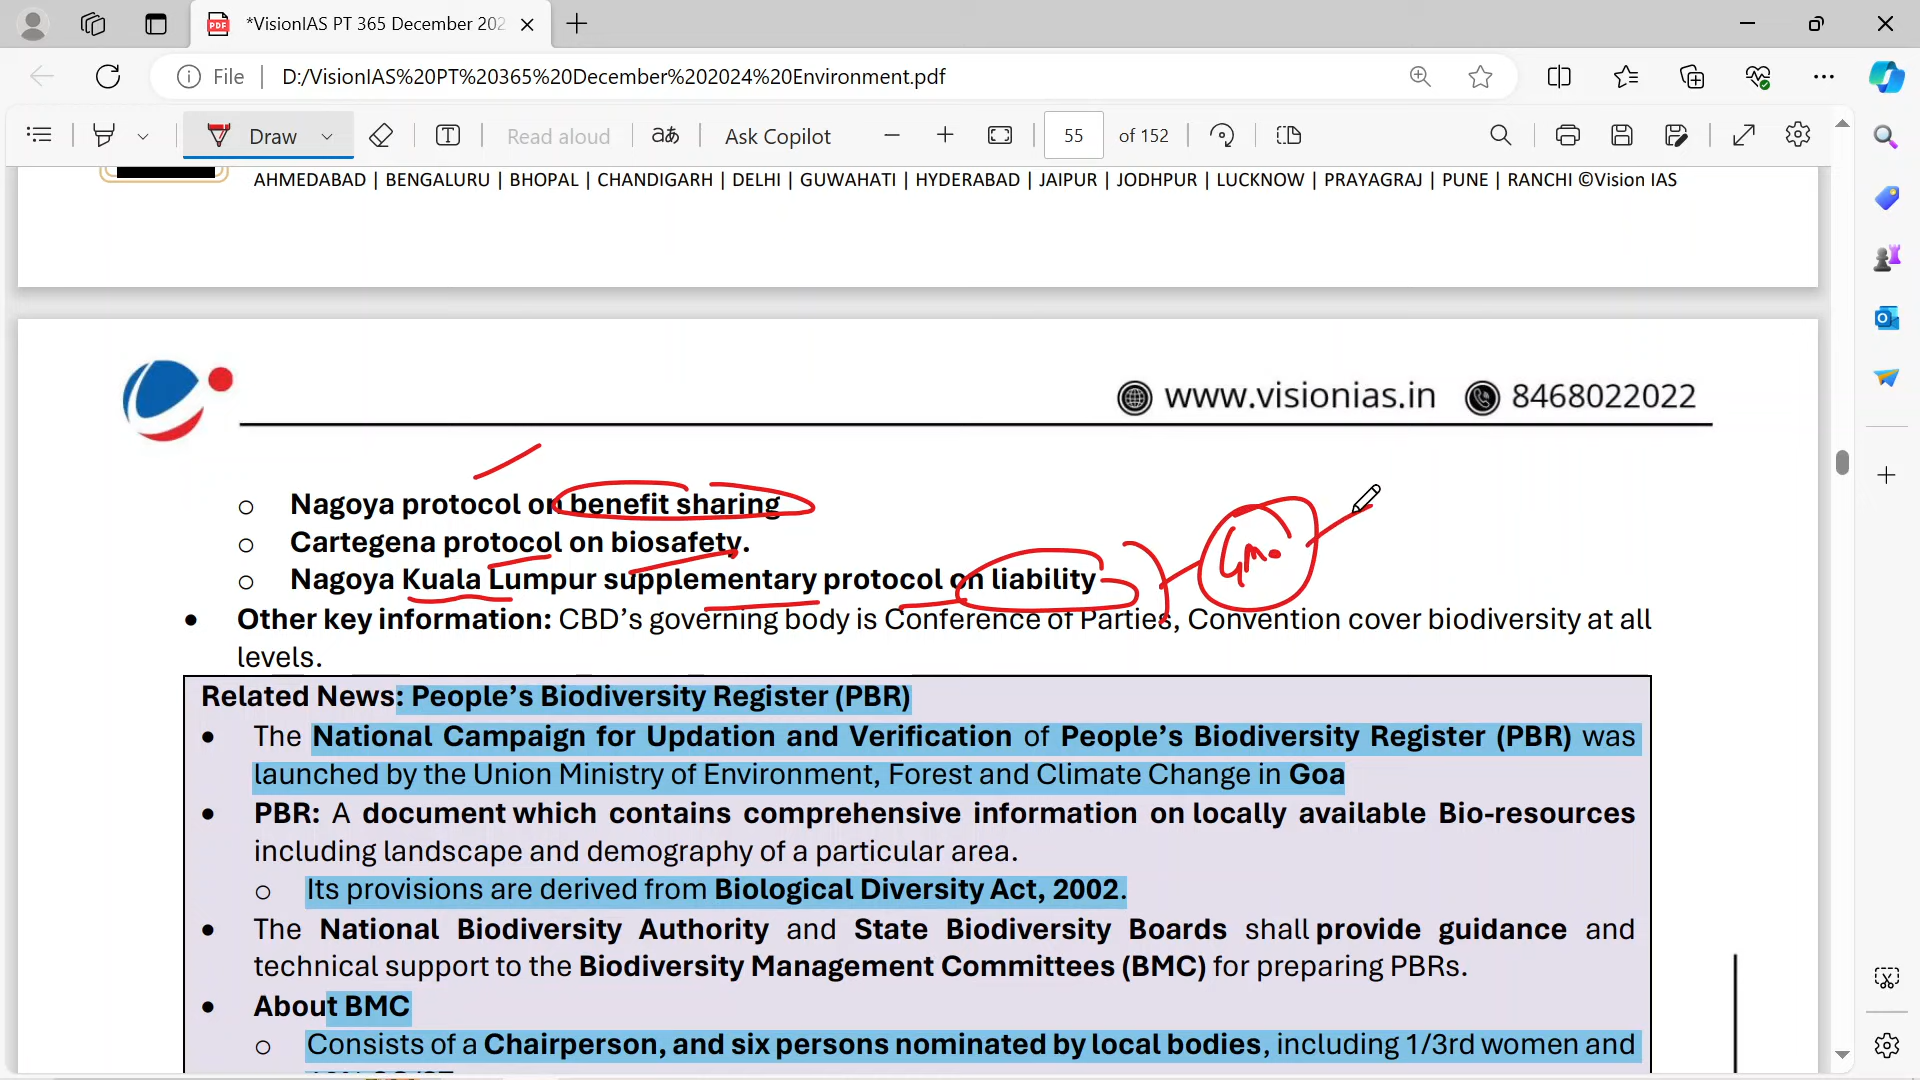 *VisionIAS PT 365 December 202
File
D:/VisionIAS%20PT%20365%20December%202024%20Environment.pdf
Draw
Read aloud
aあ
Ask Copilot
55
of 152
AHMEDABAD | BENGALURU | BHOPAL | CHANDIGARH | DELHI | GUWAHATI | HYDERABAD | JAIPUR | JODHPUR | LUCKNOW | PRAYAGRAJ | PUNE | RANCHI ©Vision IAS
www.visionias.in 8468022022
o Nagoya protocol on benefit sharing
o Cartegena protocol on biosafety.
o Nagoya Kuala Lumpur supplementary protocol on liability
GMO
• Other key information: CBD's governing body is Conference of Parties, Convention cover biodiversity at all
levels.
Related News: People's Biodiversity Register (PBR)
• The National Campaign for Updation and Verification of People's Biodiversity Register (PBR) was
launched by the Union Ministry of Environment, Forest and Climate Change in Goa
• PBR: A document which contains comprehensive information on locally available Bio-resources
including landscape and demography of a particular area.
o Its provisions are derived from Biological Diversity Act, 2002.
• The National Biodiversity Authority and State Biodiversity Boards shall provide guidance and
technical support to the Biodiversity Management Committees (BMC) for preparing PBRs.
• About BMC
o Consists of a Chairperson, and six persons nominated by local bodies, including 1/3rd women and